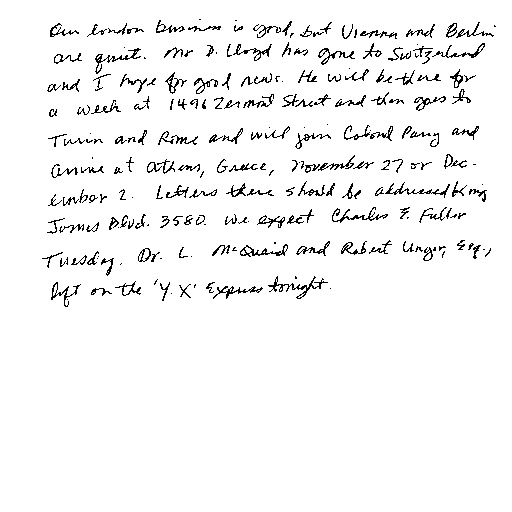 Our london business is good, but Vienna and Berlin
are quiet. Mr D. Lloyd has gone to Switzerland
and I hope for good news. He will be there for
a week at 1496 Zermott Street and then goes to
Turin and Rome and will join Colonel Parry and
arrive at Athens, Greece, November 27 or Dec-
ember 2. Letters there should be addressed King
James Blvd. 3580. We expect Charles E. Fuller
Tuesday. Dr. L. McQuaid and Robert Unger, Esq.,
left on the 'Y.X' Express tonight.